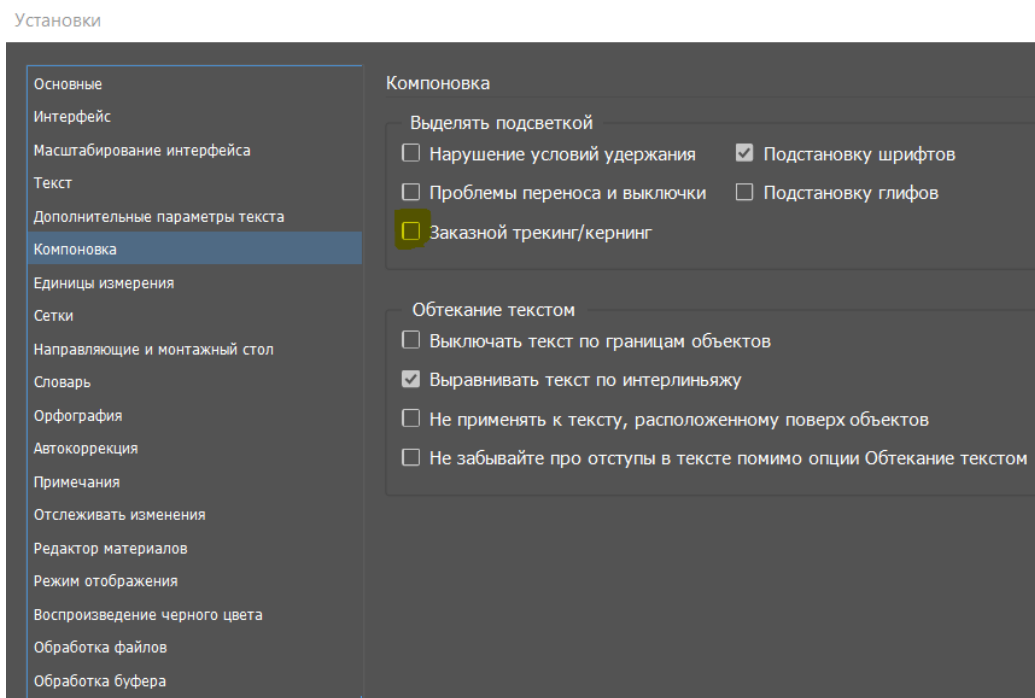 Установки
Основные
Интерфейс
Масштабирование интерфейса
Текст
Дополнительные параметры текста
Компоновка
Единицы измерения
Сетки
Направляющие и монтажный стол
Словарь
Орфография
Автокоррекция
Примечания
Отслеживать изменения
Редактор материалов
Режим отображения
Воспроизведение черного цвета
Обработка файлов
Обработка буфера
Компоновка
Выделять подсветкой
Нарушение условий удержания
Подстановку шрифтов
Проблемы переноса и выключки
Подстановку глифов
Заказной трекинг/кернинг
Обтекание текстом
Выключать текст по границам объектов
Выравнивать текст по интерлиньяжу
Не применять к тексту, расположенному поверх объектов
Не забывайте про отступы в тексте помимо опции Обтекание текстом